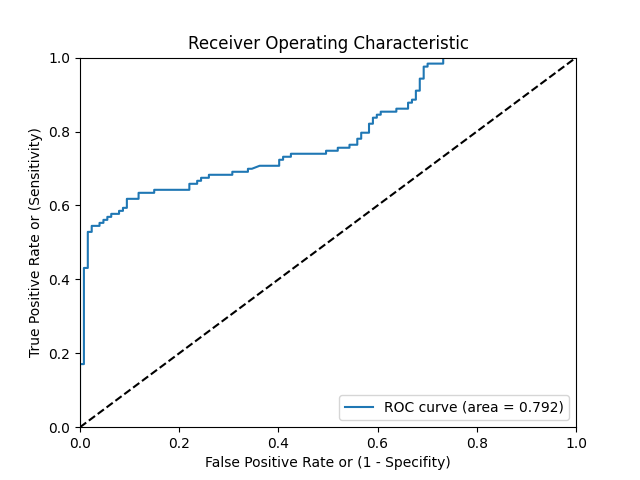 Receiver Operating Characteristic
1.0
0.8
0.6
0.4
0.2
0.0
True Positive Rate or (Sensitivity)
ROC curve (area = 0.792)
0.0 0.2 0.4 0.6 0.8 1.0
False Positive Rate or (1 - Specifity)